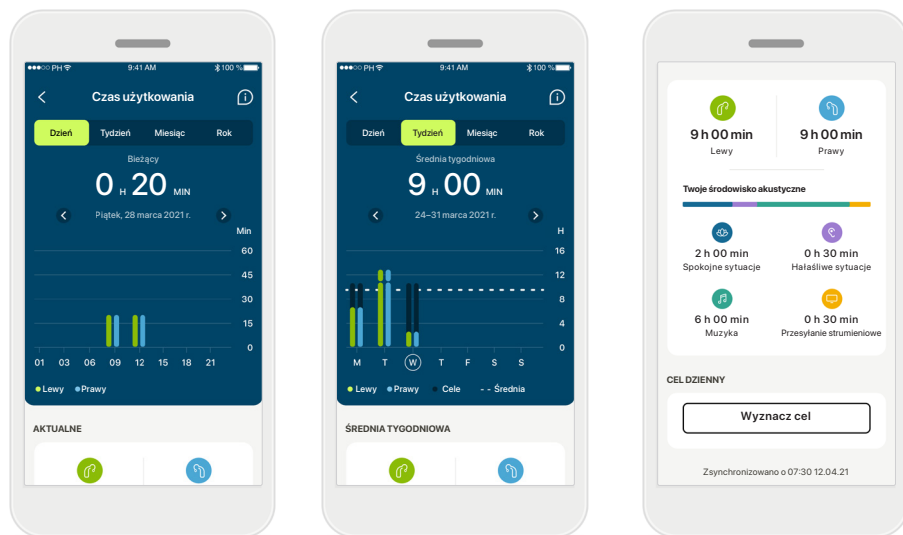 PH 9:41 AM 100 %
Czas użytkowania
Dzień Tydzień Miesiąc Rok
Bieżący
0 H 20 MIN
Piątek, 28 marca 2021 r.
Min
60
45
30
15
0
01 03 06 09 12 15 18 21
Lewy Prawy
AKTUALNE
PH 9:41 AM 100 %
Czas użytkowania
Dzień Tydzień Miesiąc Rok
Średnia tygodniowa
9 H 00 MIN
24–31 marca 2021 r.
H
16
12
8
4
0
M T W T F S S
Lewy Prawy Cele - - Średnia
ŚREDNIA TYGODNIOWA
9 h 00 min 9 h 00 min
Lewy Prawy
Twoje środowisko akustyczne
2 h 00 min 0 h 30 min
Spokojne sytuacje Hałaśliwe sytuacje
6 h 00 min 0 h 30 min
Muzyka Przesyłanie strumieniowe
CEL DZIENNY
Wyznacz cel
Zsynchronizowano o 07:30 12.04.21